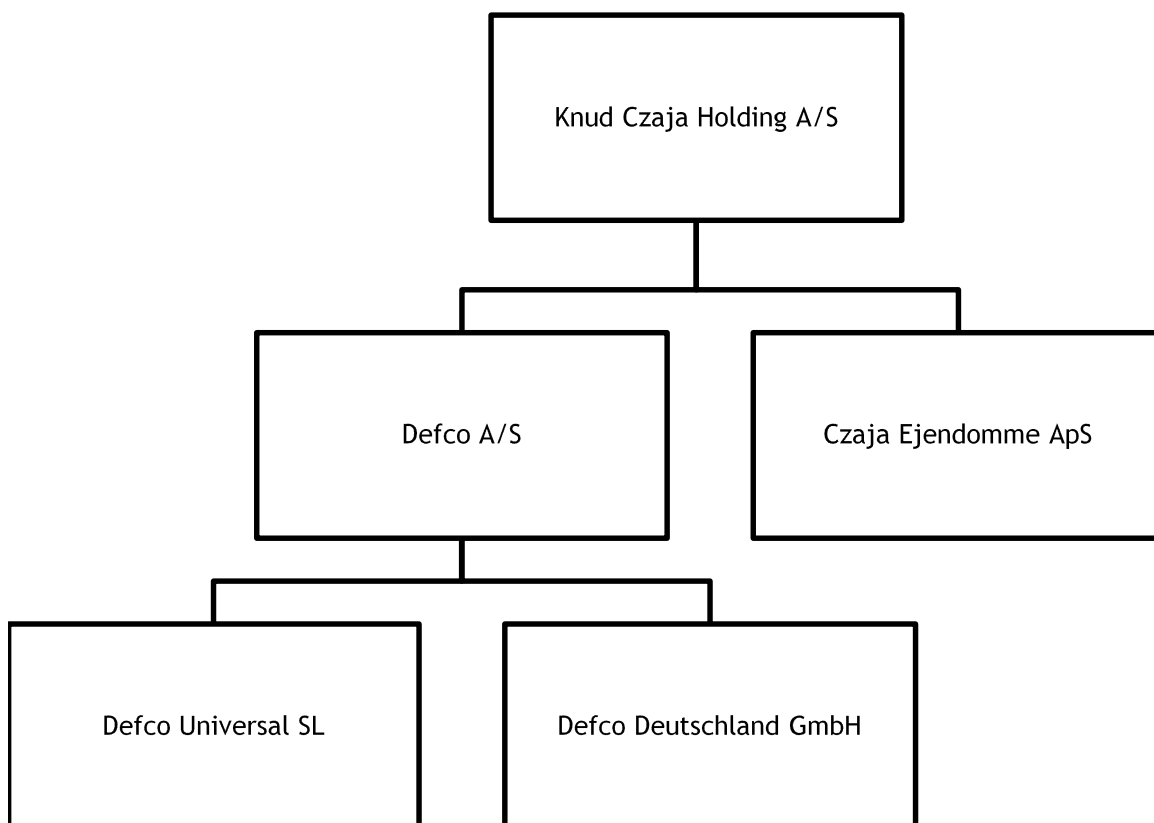 Knud Czaja Holding A/S
Defco A/S
Czaja Ejendomme ApS
Defco Universal SL
Defco Deutschland GmbH